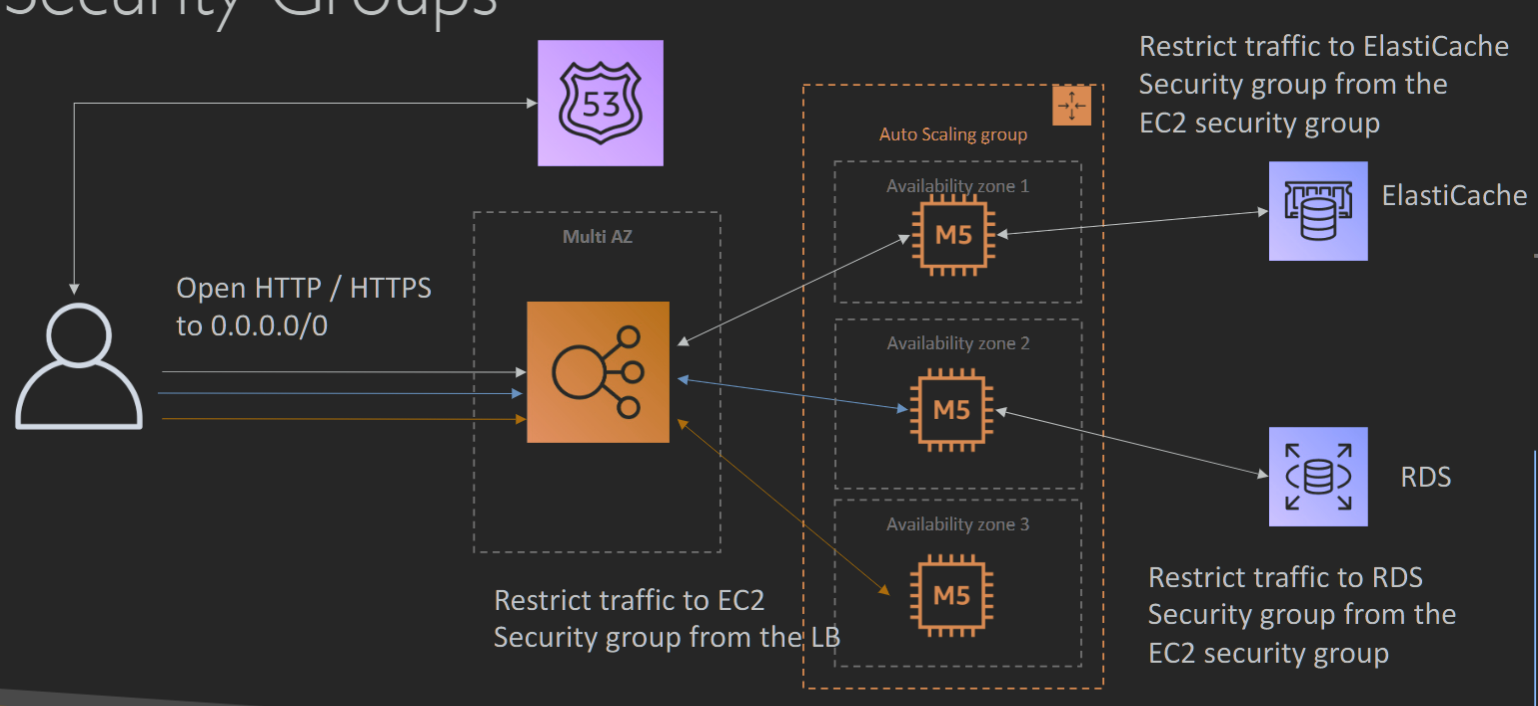 Security Groups
53
Restrict traffic to ElastiCache
Security group from the
EC2 security group
Auto Scaling group
Availability zone 1
M5
ElastiCache
Multi AZ
Open HTTP / HTTPS
to 0.0.0.0/0
Availability zone 2
M5
RDS
Availability zone 3
M5
Restrict traffic to EC2
Security group from the LB
Restrict traffic to RDS
Security group from the
EC2 security group